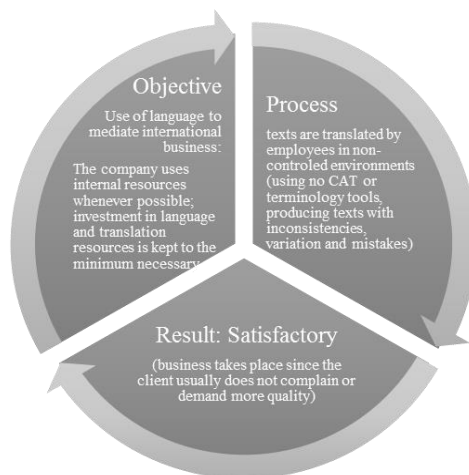 Objective
Use of language to
mediate international
business:
The company uses
internal resources
whenever possible;
investment in language
and translation
resources is kept to the
minimum necessary.
Process
texts are translated by
employees in non-
controled environments
(using no CAT or
terminology tools,
producing texts with
inconsistencies,
variation and mistakes)
Result: Satisfactory
(business takes place since the
client usually does not complain or
demand more quality)